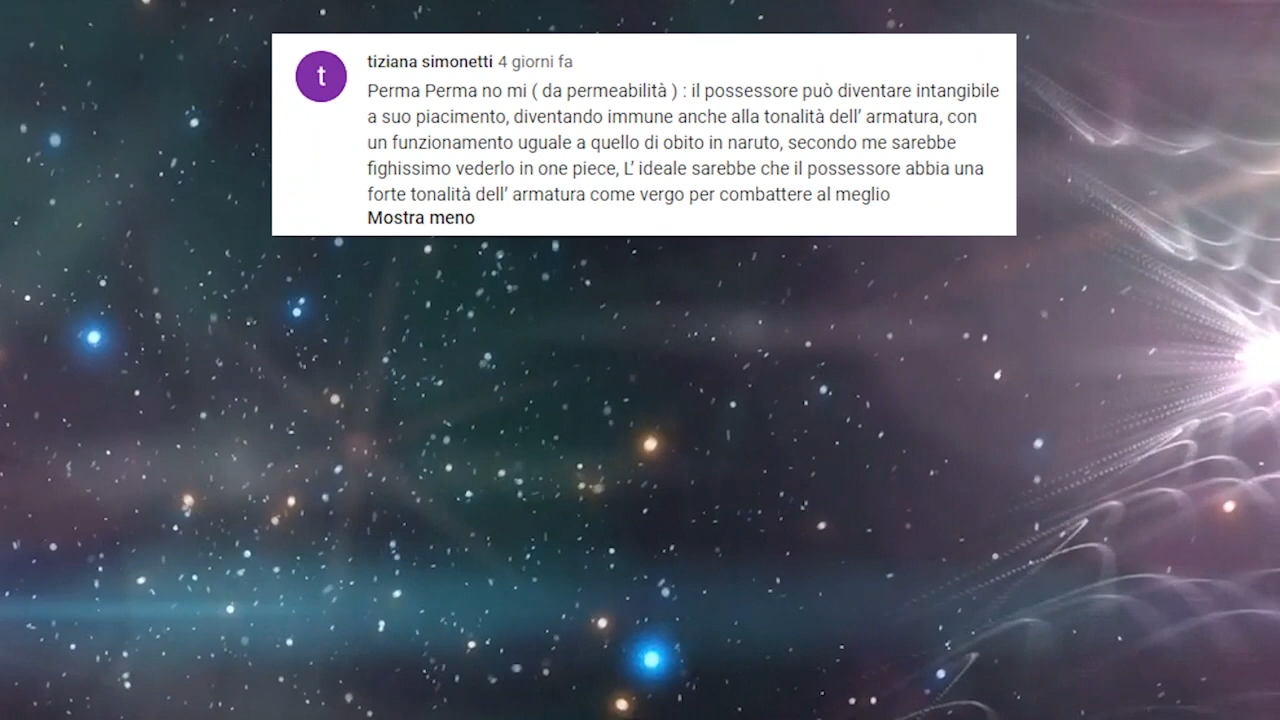 t
tiziana simonetti 4 giorni fa
Perma Perma no mi ( da permeabilità ) : il possessore può diventare intangibile
a suo piacimento, diventando immune anche alla tonalità dell’ armatura, con
un funzionamento uguale a quello di obito in naruto, secondo me sarebbe
fighissimo vederlo in one piece, L’ ideale sarebbe che il possessore abbia una
forte tonalità dell’ armatura come vergo per combattere al meglio
Mostra meno